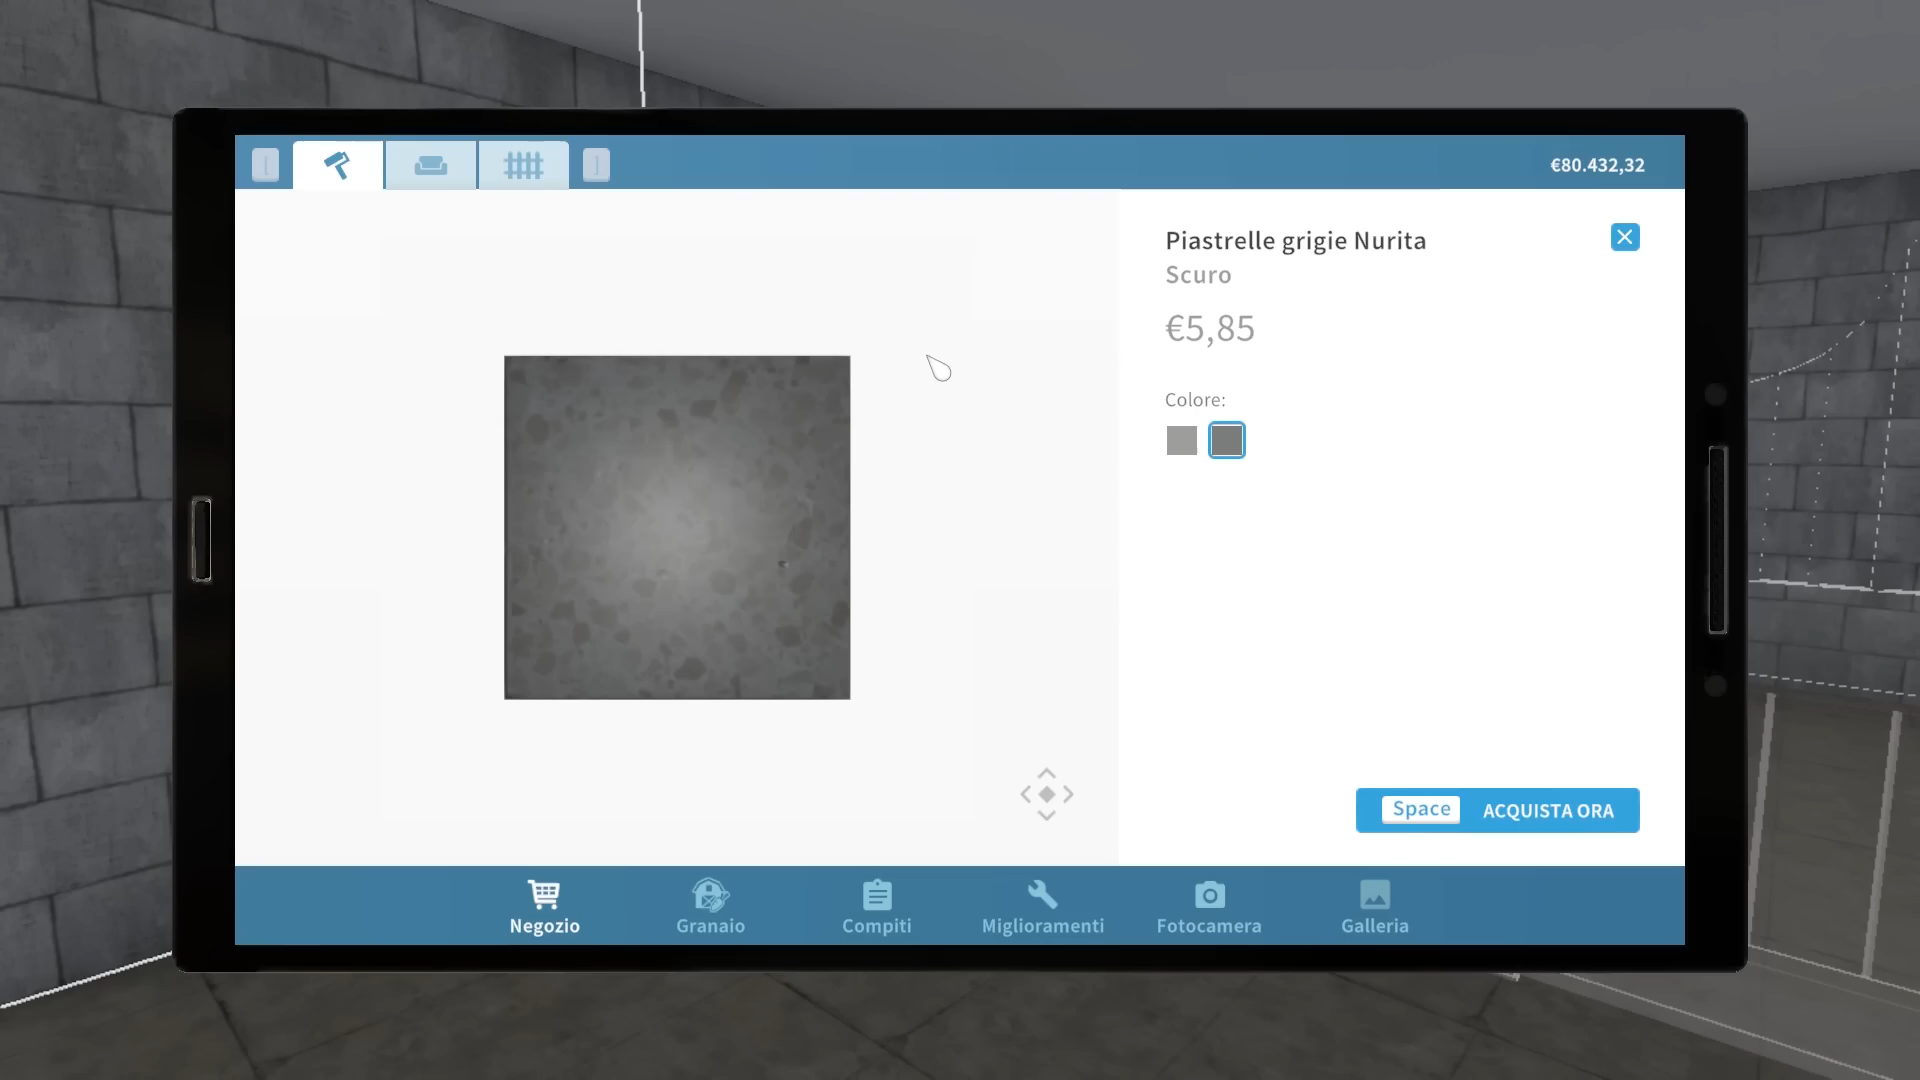 €80.432,32
Piastrelle grigie Nurita
Scuro
€5,85
Colore:
Space ACQUISTA ORA
Negozio
Granaio
Compiti
Miglioramenti
Fotocamera
Galleria